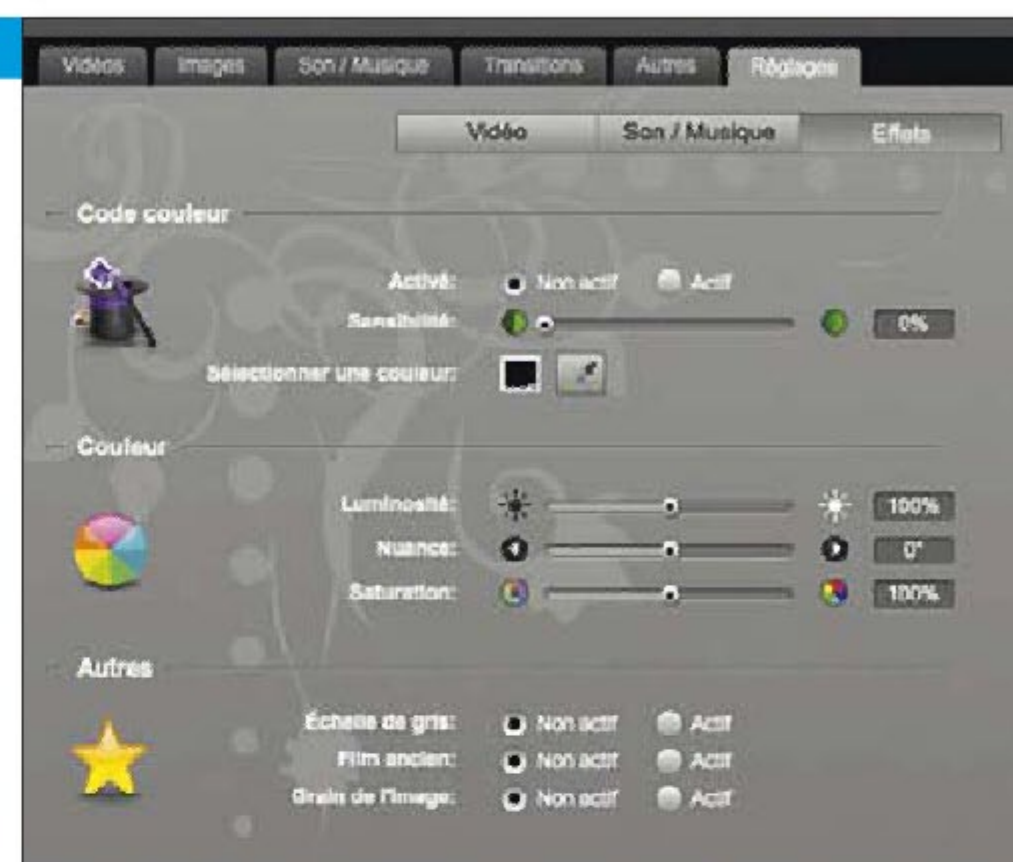 Vidéos Images Son / Musique Transitions Autres Réglages
Vidéo Son / Musique Effets
Code couleur
Activé: Non actif Actif
Sensibilité: 0%
Sélectionner une couleur:
Couleur
Luminosité: 100%
Nuance: 0°
Saturation: 100%
Autres
Échelle de gris: Non actif Actif
Film ancien: Non actif Actif
Grain de l'image: Non actif Actif